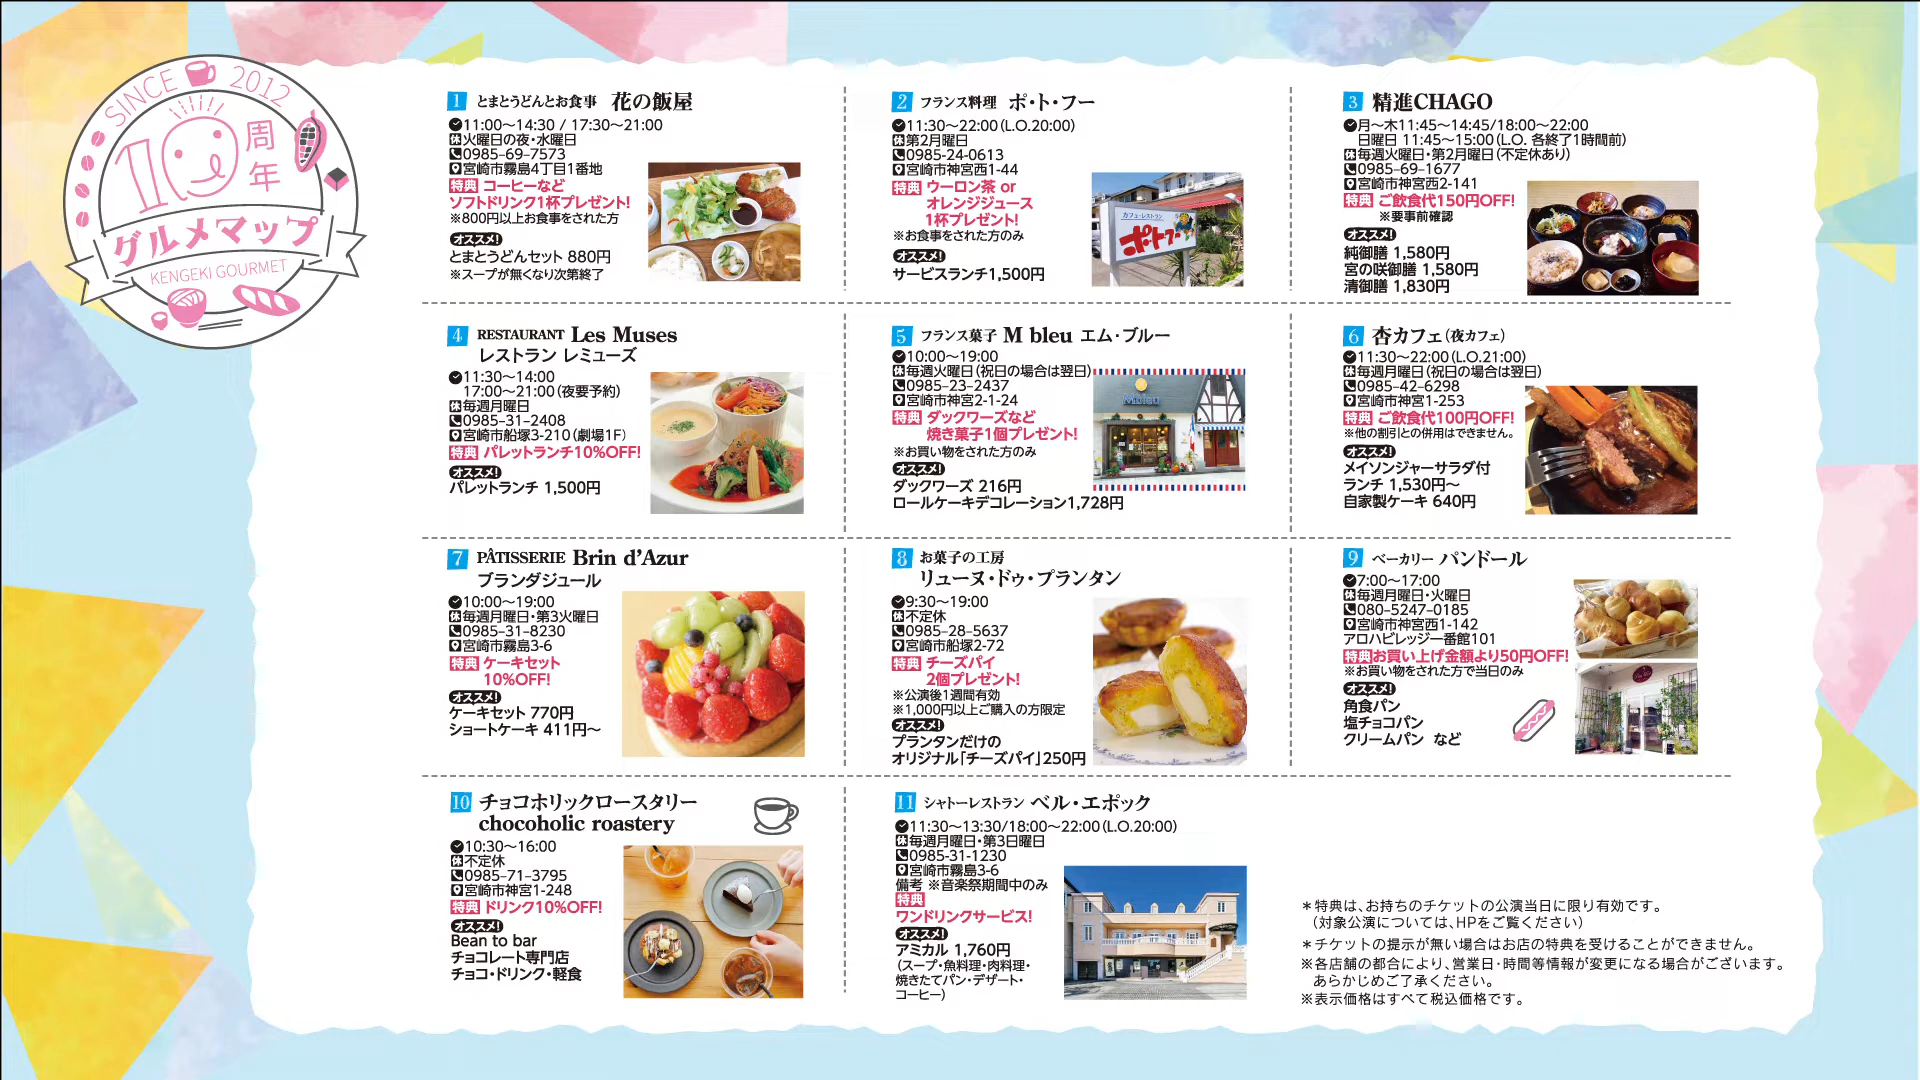 SINCE 2012
10周年
グルメマップ
KENGEKI GOURMET
1 とまとうどんとお食事 花の飯屋
11:00〜14:30 / 17:30〜21:00
休火曜日の夜・水曜日
0985-69-7573
宮崎市霧島4丁目1番地
特典 コーヒーなど
ソフトドリンク1杯プレゼント!
※800円以上お食事をされた方
オススメ!
とまとうどんセット 880円
※スープが無くなり次第終了
2 フランス料理 ポ・ト・フー
11:30〜22:00(L.O.20:00)
休第2月曜日
0985-24-0613
宮崎市神宮西1-44
特典 ウーロン茶 or
オレンジジュース
1杯プレゼント!
※お食事をされた方のみ
オススメ!
サービスランチ1,500円
カフェ・レストラン
ポ・トフー
3 精進CHAGO
月〜木11:45〜14:45/18:00〜22:00
日曜日 11:45〜15:00(L.O. 各終了1時間前)
休毎週火曜日・第2月曜日(不定休あり)
0985-69-1677
宮崎市神宮西2-141
特典 ご飲食代150円OFF!
※要事前確認
オススメ!
純御膳 1,580円
宮の咲御膳 1,580円
清御膳 1,830円
4 RESTAURANT Les Muses
レストラン レミューズ
11:30〜14:00
17:00〜21:00(夜要予約)
休毎週月曜日
0985-31-2408
宮崎市船塚3-210(劇場1F)
特典 パレットランチ10%OFF!
オススメ!
パレットランチ 1,500円
5 フランス菓子 M bleu エム・ブルー
10:00〜19:00
休毎週火曜日(祝日の場合は翌日)
0985-23-2437
宮崎市神宮2-1-24
特典 ダックワーズなど
焼き菓子1個プレゼント!
※お買い物をされた方のみ
オススメ!
ダックワーズ 216円
ロールケーキデコレーション1,728円
M bleu
6 杏カフェ(夜カフェ)
11:30〜22:00(L.O.21:00)
休毎週月曜日(祝日の場合は翌日)
0985-42-6298
宮崎市神宮1-253
特典 ご飲食代100円OFF!
※他の割引との併用はできません。
オススメ!
メイソンジャーサラダ付
ランチ 1,530円〜
自家製ケーキ 640円
7 PÂTISSERIE Brin d'Azur
ブランダジュール
10:00〜19:00
休毎週月曜日・第3火曜日
0985-31-8230
宮崎市霧島3-6
特典 ケーキセット
10%OFF!
オススメ!
ケーキセット 770円
ショートケーキ 411円〜
8 お菓子の工房
リューヌ・ドゥ・プランタン
9:30〜19:00
休不定休
0985-28-5637
宮崎市船塚2-72
特典 チーズパイ
2個プレゼント!
※公演後1週間有効
※1,000円以上ご購入の方限定
オススメ!
プランタンだけの
オリジナル「チーズパイ」250円
9 ベーカリー パンドール
7:00〜17:00
休毎週月曜日・火曜日
080-5247-0185
宮崎市神宮西1-142
アロハビレッジ一番館101
特典お買い上げ金額より50円OFF!
※お買い物をされた方で当日のみ
オススメ!
角食パン
塩チョコパン
クリームパン など
10 チョコホリックロースタリー
chocoholic roastery
10:30〜16:00
休不定休
0985-71-3795
宮崎市神宮1-248
特典 ドリンク10%OFF!
オススメ!
Bean to bar
チョコレート専門店
チョコ・ドリンク・軽食
11 シャトーレストラン ベル・エポック
11:30〜13:30/18:00〜22:00(L.O.20:00)
休毎週月曜日・第3日曜日
0985-31-1230
宮崎市霧島3-6
備考 ※音楽祭期間中のみ
特典
ワンドリンクサービス!
オススメ!
アミカル 1,760円
(スープ・魚料理・肉料理・
焼きたてパン・デザート・
コーヒー)
＊特典は、お持ちのチケットの公演当日に限り有効です。
(対象公演については、HPをご覧ください)
＊チケットの提示が無い場合はお店の特典を受けることができません。
※各店舗の都合により、営業日・時間等情報が変更になる場合がございます。
あらかじめご了承ください。
※表示価格はすべて税込価格です。